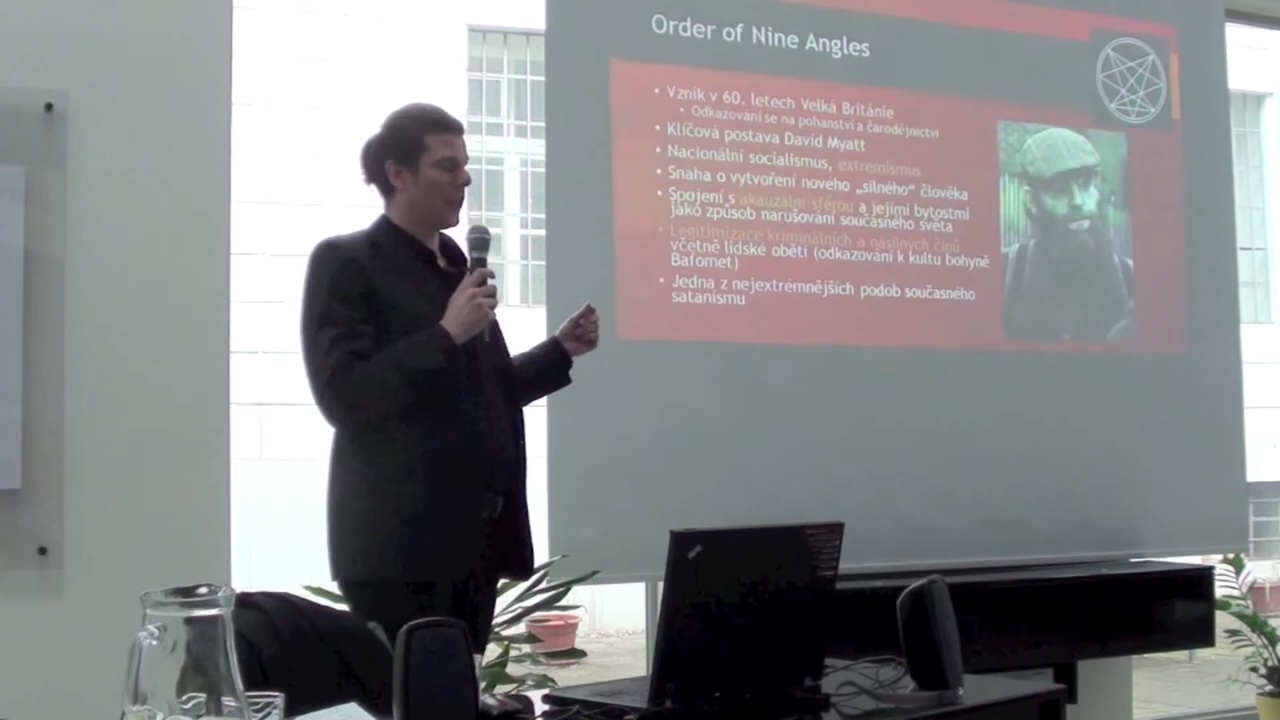 Order of Nine Angles
• Vznik v 60. letech Velká Británie
• Odkazování se na pohanství a čarodějnictví
• Klíčová postava David Myatt
• Nacionální socialismus, extremismus
• Snaha o vytvoření nového „silného“ člověka
• Spojení s akauzální sférou a jejími bytostmi
jako způsob narušování současného světa
• Legitimizace kriminálních a násilných činů
včetně lidské oběti (odkazování k kultu bohyně
Bafomet)
• Jedna z nejextrémnějších podob současného
satanismu